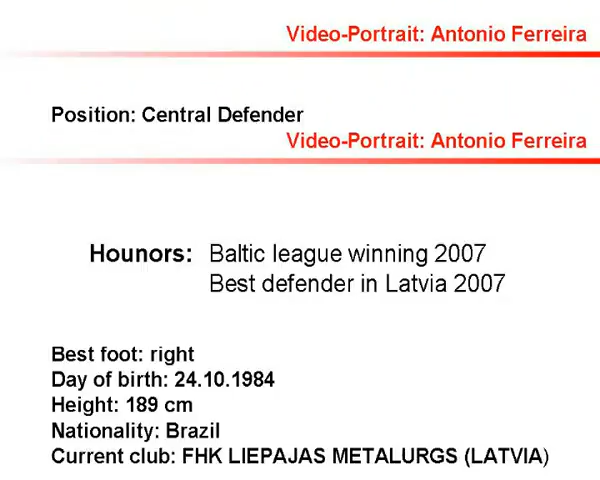 Video-Portrait: Antonio Ferreira
Position: Central Defender
Video-Portrait: Antonio Ferreira
Hounors: Baltic league winning 2007
Best defender in Latvia 2007
Best foot: right
Day of birth: 24.10.1984
Height: 189 cm
Nationality: Brazil
Current club: FHK LIEPAJAS METALURGS (LATVIA)